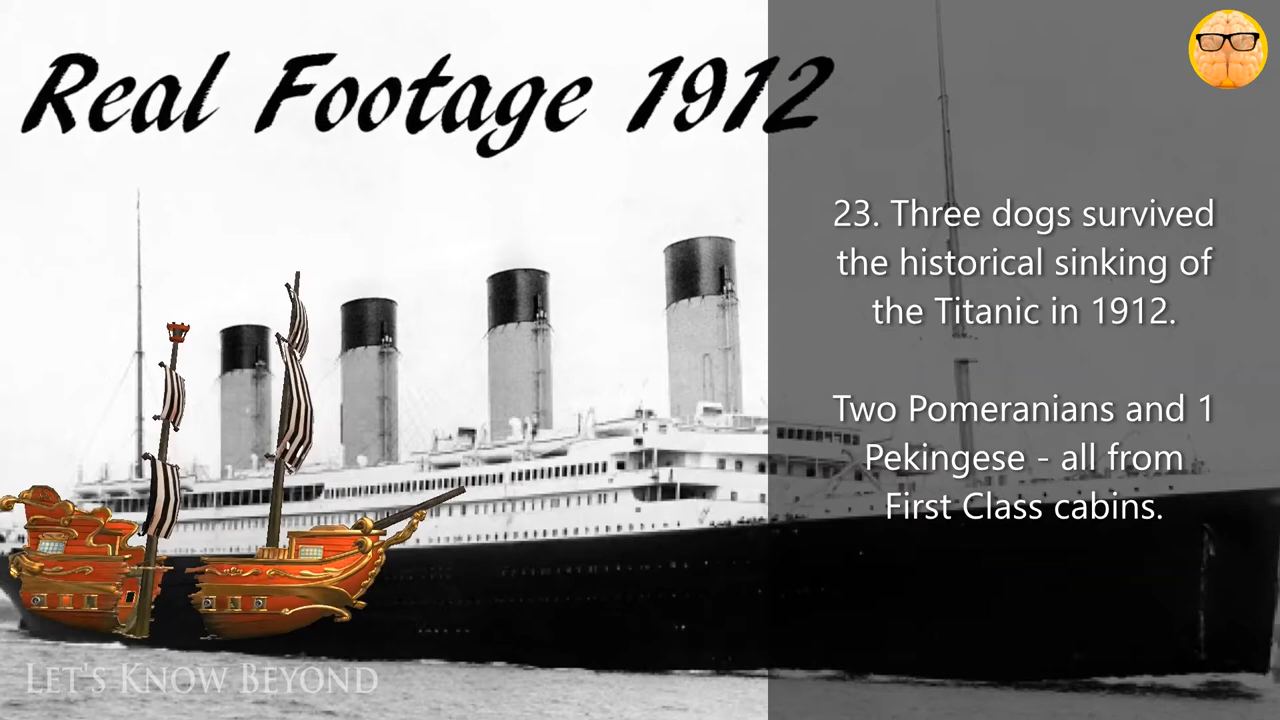 Real Footage 1912
23. Three dogs survived
the historical sinking of
the Titanic in 1912.
Two Pomeranians and 1
Pekingese - all from
First Class cabins.
LET'S KNOW BEYOND